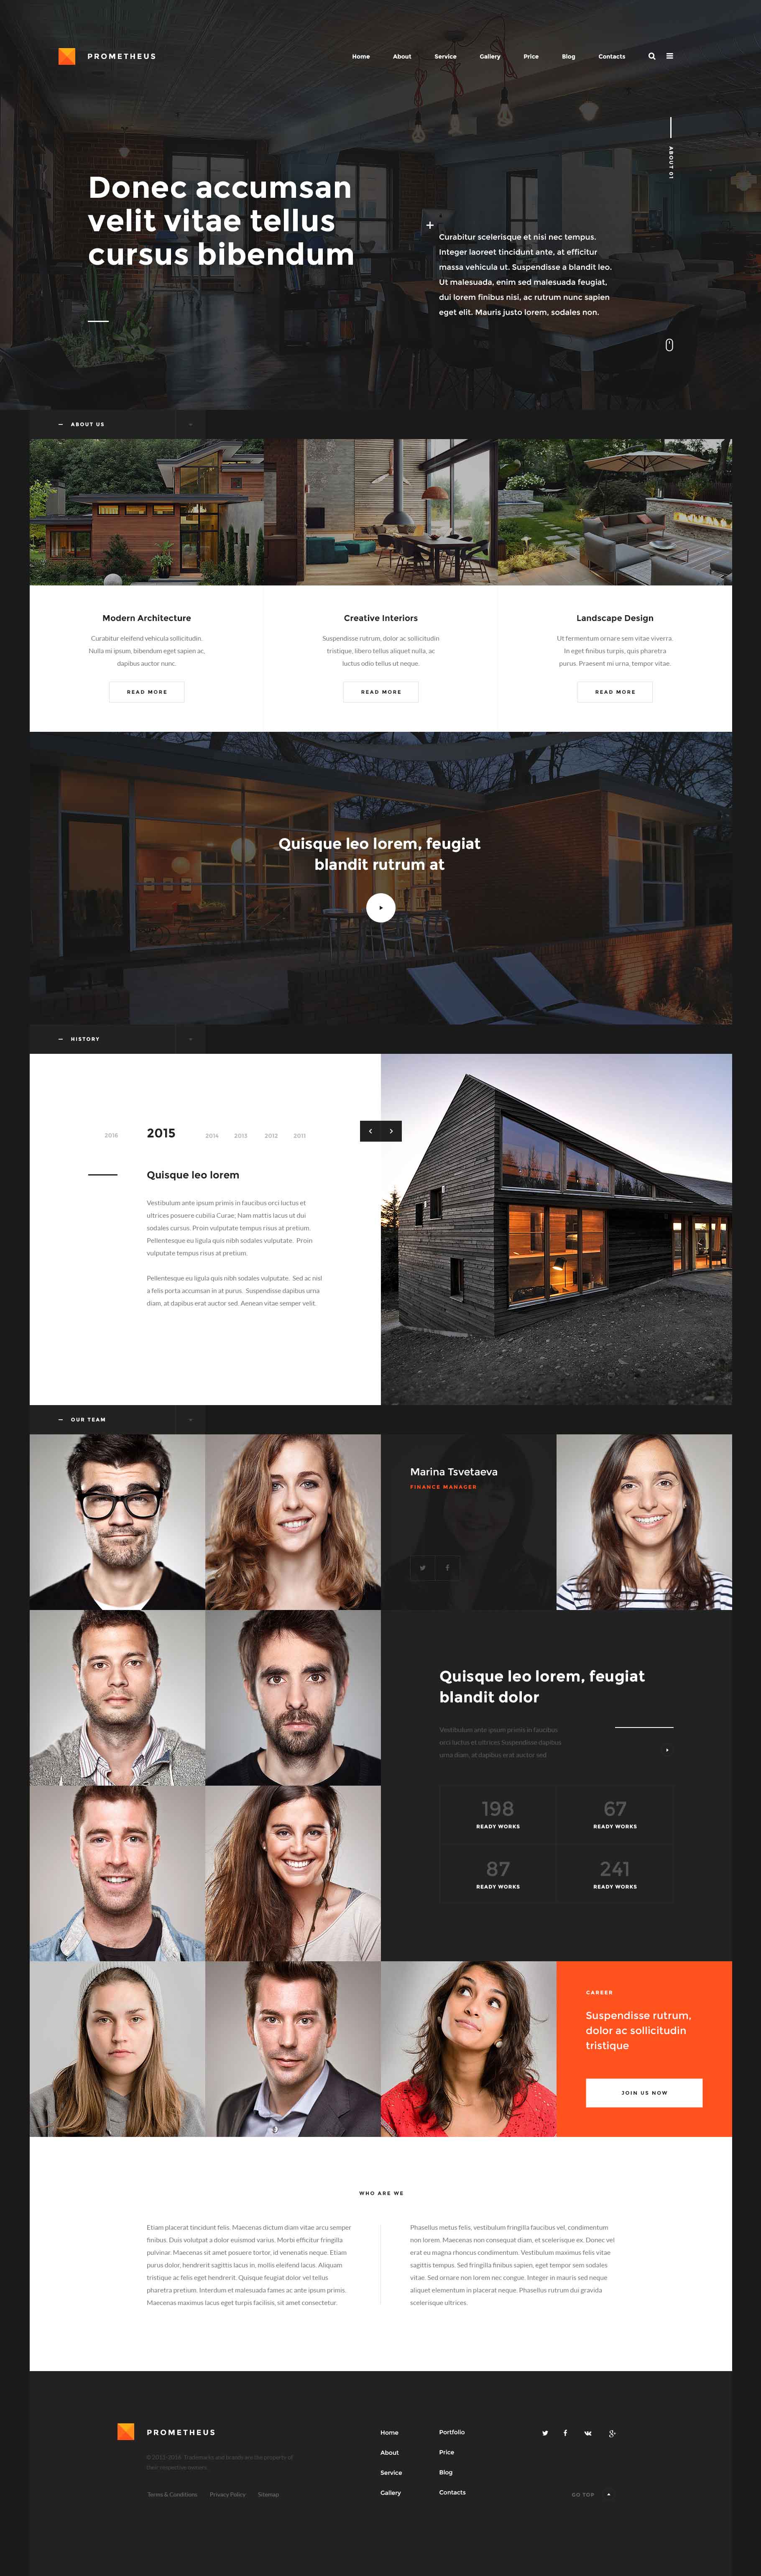 PROMETHEUS
Home About Service Gallery Price Blog Contacts
ABOUT 01
Donec accumsan
velit vitae tellus
cursus bibendum
Curabitur scelerisque et nisl nec tempus.
Integer laoreet tincidunt ante, at efficitur
massa vehicula ut. Suspendisse a blandit leo.
Ut malesuada, enim sed malesuada feugiat,
dui lorem finibus nisi, ac rutrum nunc sapien
eget elit. Mauris justo lorem, sodales non.
ABOUT US
Modern Architecture
Curabitur eleifend vehicula sollicitudin.
Nulla mi ipsum, bibendum eget sapien ac,
dapibus auctor nunc.
READ MORE
Creative Interiors
Suspendisse rutrum, dolor ac sollicitudin
tristique, libero tellus aliquet nulla, ac
luctus odio tellus ut neque.
READ MORE
Landscape Design
Ut fermentum ornare sem vitae viverra.
In eget finibus turpis, quis pharetra
purus. Praesent mi urna, tempor vitae.
READ MORE
Quisque leo lorem, feugiat
blandit rutrum at
HISTORY
2016 2015 2014 2013 2012 2011
Quisque leo lorem
Vestibulum ante ipsum primis in faucibus orci luctus et
ultrices posuere cubilia Curae; Nam mattis lacus ut dui
sodales cursus. Proin vulputate tempus risus at pretium.
Pellentesque eu ligula quis nibh sodales vulputate. Proin
vulputate tempus risus at pretium.
Pellentesque eu ligula quis nibh sodales vulputate. Sed ac nisl
a felis porta accumsan in at purus. Suspendisse dapibus urna
diam, at dapibus erat auctor sed. Aenean vitae semper velit.
OUR TEAM
Marina Tsvetaeva
FINANCE MANAGER
Quisque leo lorem, feugiat
blandit dolor
Vestibulum ante ipsum primis in faucibus
orci luctus et ultrices Suspendisse dapibus
urna diam, at dapibus erat auctor sed.
198
READY WORKS
67
READY WORKS
87
READY WORKS
241
READY WORKS
CAREER
Suspendisse rutrum,
dolor ac sollicitudin
tristique
JOIN US NOW
WHO ARE WE
Etiam placerat tincidunt felis. Maecenas dictum diam vitae arcu semper
finibus. Duis volutpat a dolor euismod varius. Morbi efficitur fringilla
pulvinar. Maecenas sit amet posuere tortor, id venenatis neque. Etiam
purus dolor, hendrerit sagittis lacus in, mollis eleifend lacus. Aliquam
tristique ac felis eget hendrerit. Quisque feugiat dolor vel tellus
pharetra pretium. Interdum et malesuada fames ac ante ipsum primis.
Maecenas maximus lacus eget turpis facilisis, sit amet consectetur.
Phasellus metus felis, vestibulum fringilla faucibus vel, condimentum
non lorem. Maecenas non consequat diam, et scelerisque ex. Donec vel
erat eu magna rhoncus condimentum. Vestibulum maximus felis vitae
sagittis tempus. Sed fringilla finibus sapien, eget tempor sem sodales
vitae. Sed ornare non lorem nec congue. Integer in mauris sed neque
aliquet elementum in placerat neque. Phasellus rutrum dui gravida
scelerisque ultrices.
PROMETHEUS
© 2015-2016 Trademarks and brands are the property of
their respective owners.
Terms & Conditions Privacy Policy Sitemap
Home
About
Service
Gallery
Portfolio
Price
Blog
Contacts
GO TOP